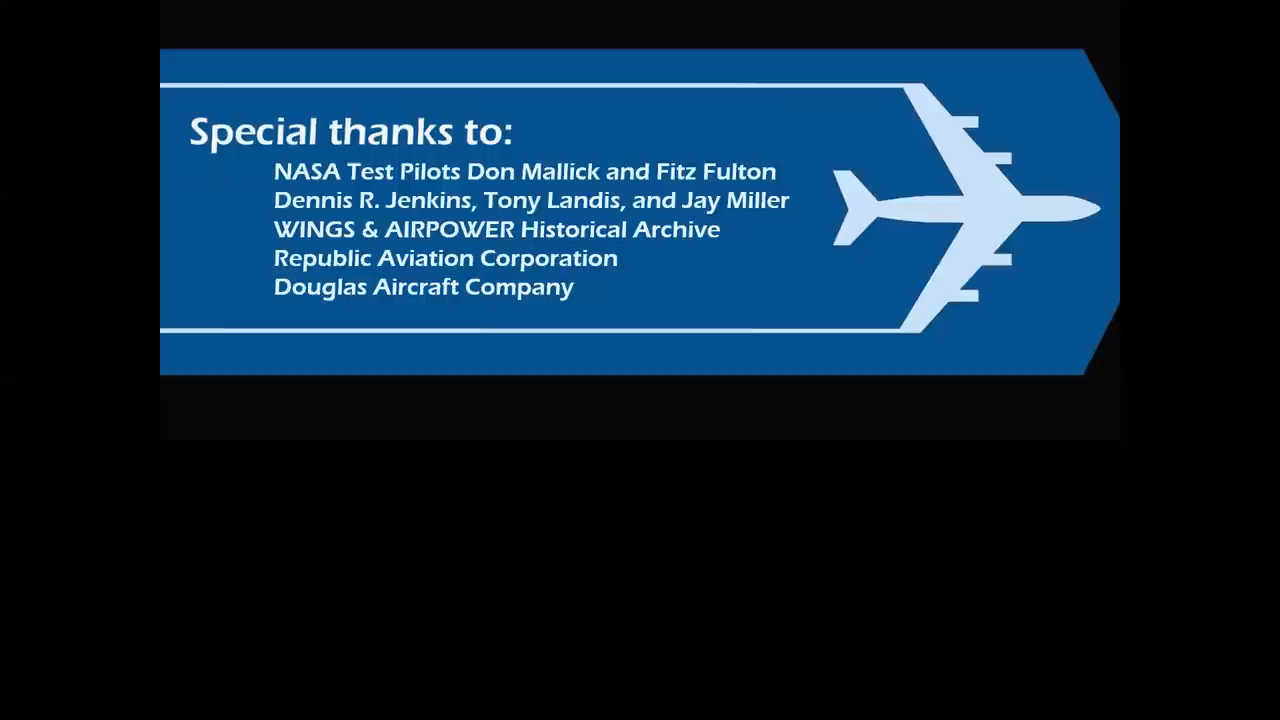 Special thanks to:
NASA Test Pilots Don Mallick and Fitz Fulton
Dennis R. Jenkins, Tony Landis, and Jay Miller
WINGS & AIRPOWER Historical Archive
Republic Aviation Corporation
Douglas Aircraft Company